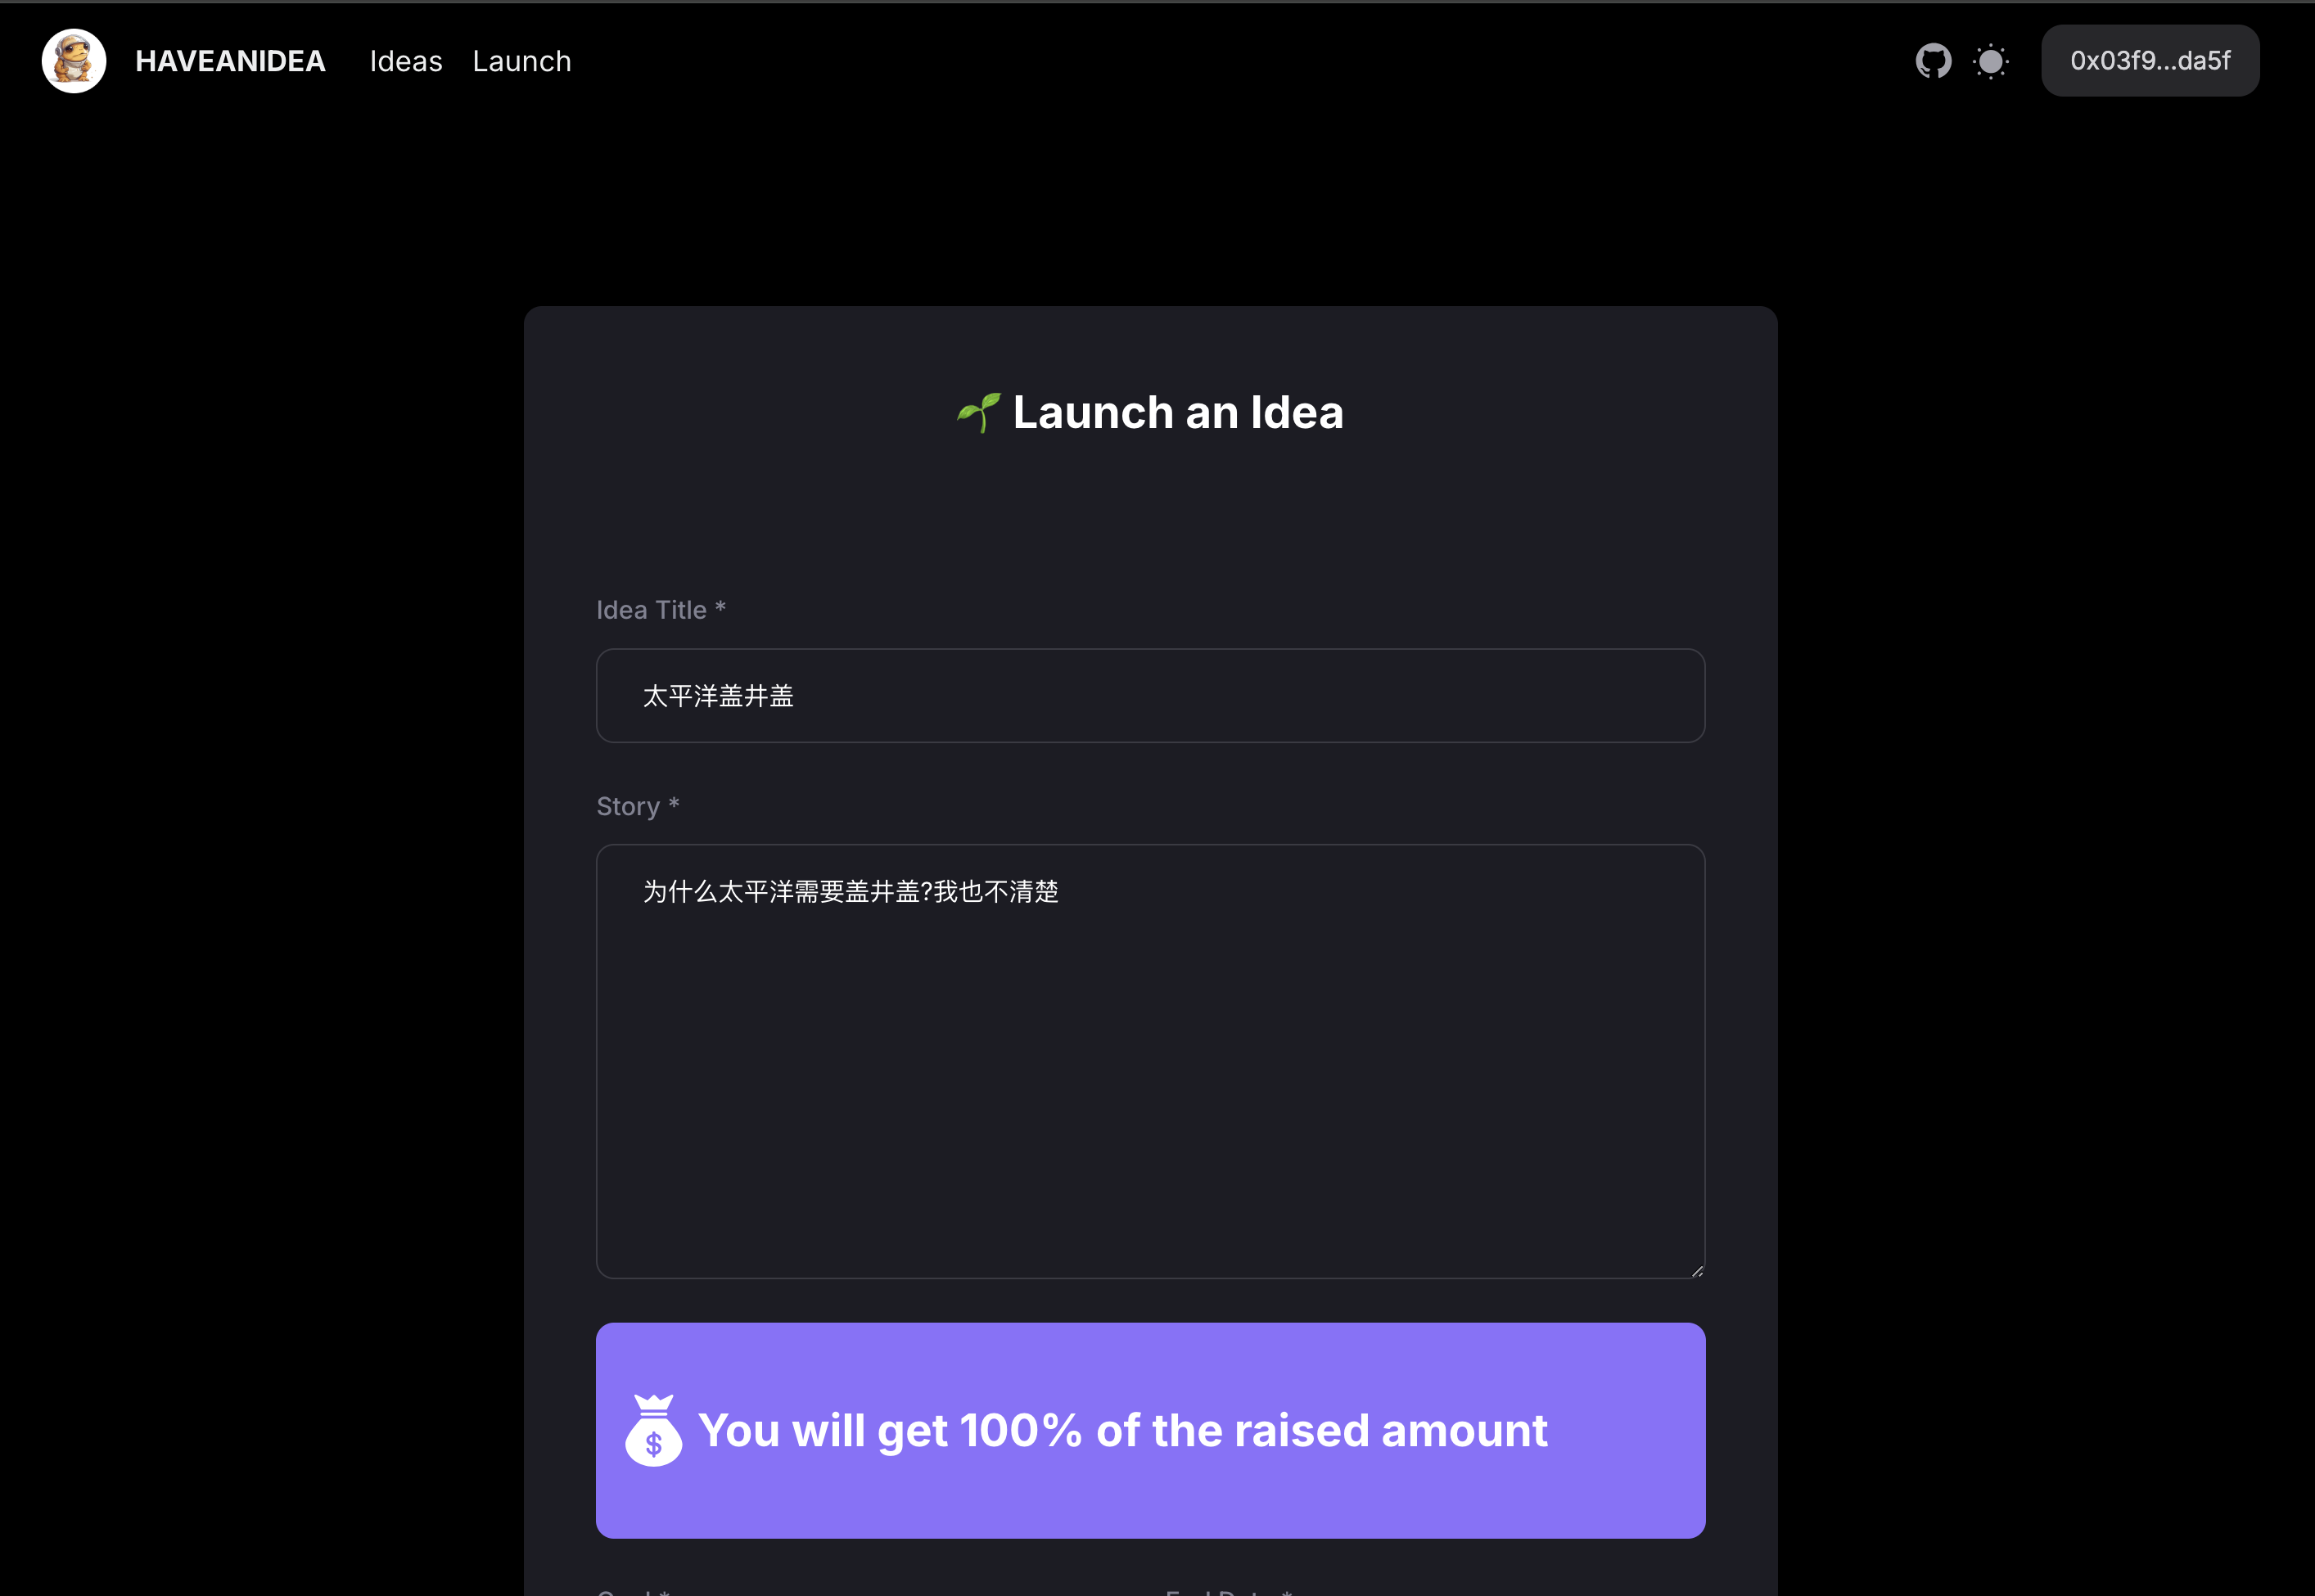 HAVEANIDEA Ideas Launch 0x03f9...da5f
🌱 Launch an Idea
Idea Title *
太平洋盖井盖
Story *
为什么太平洋需要盖井盖?我也不清楚
$ You will get 100% of the raised amount